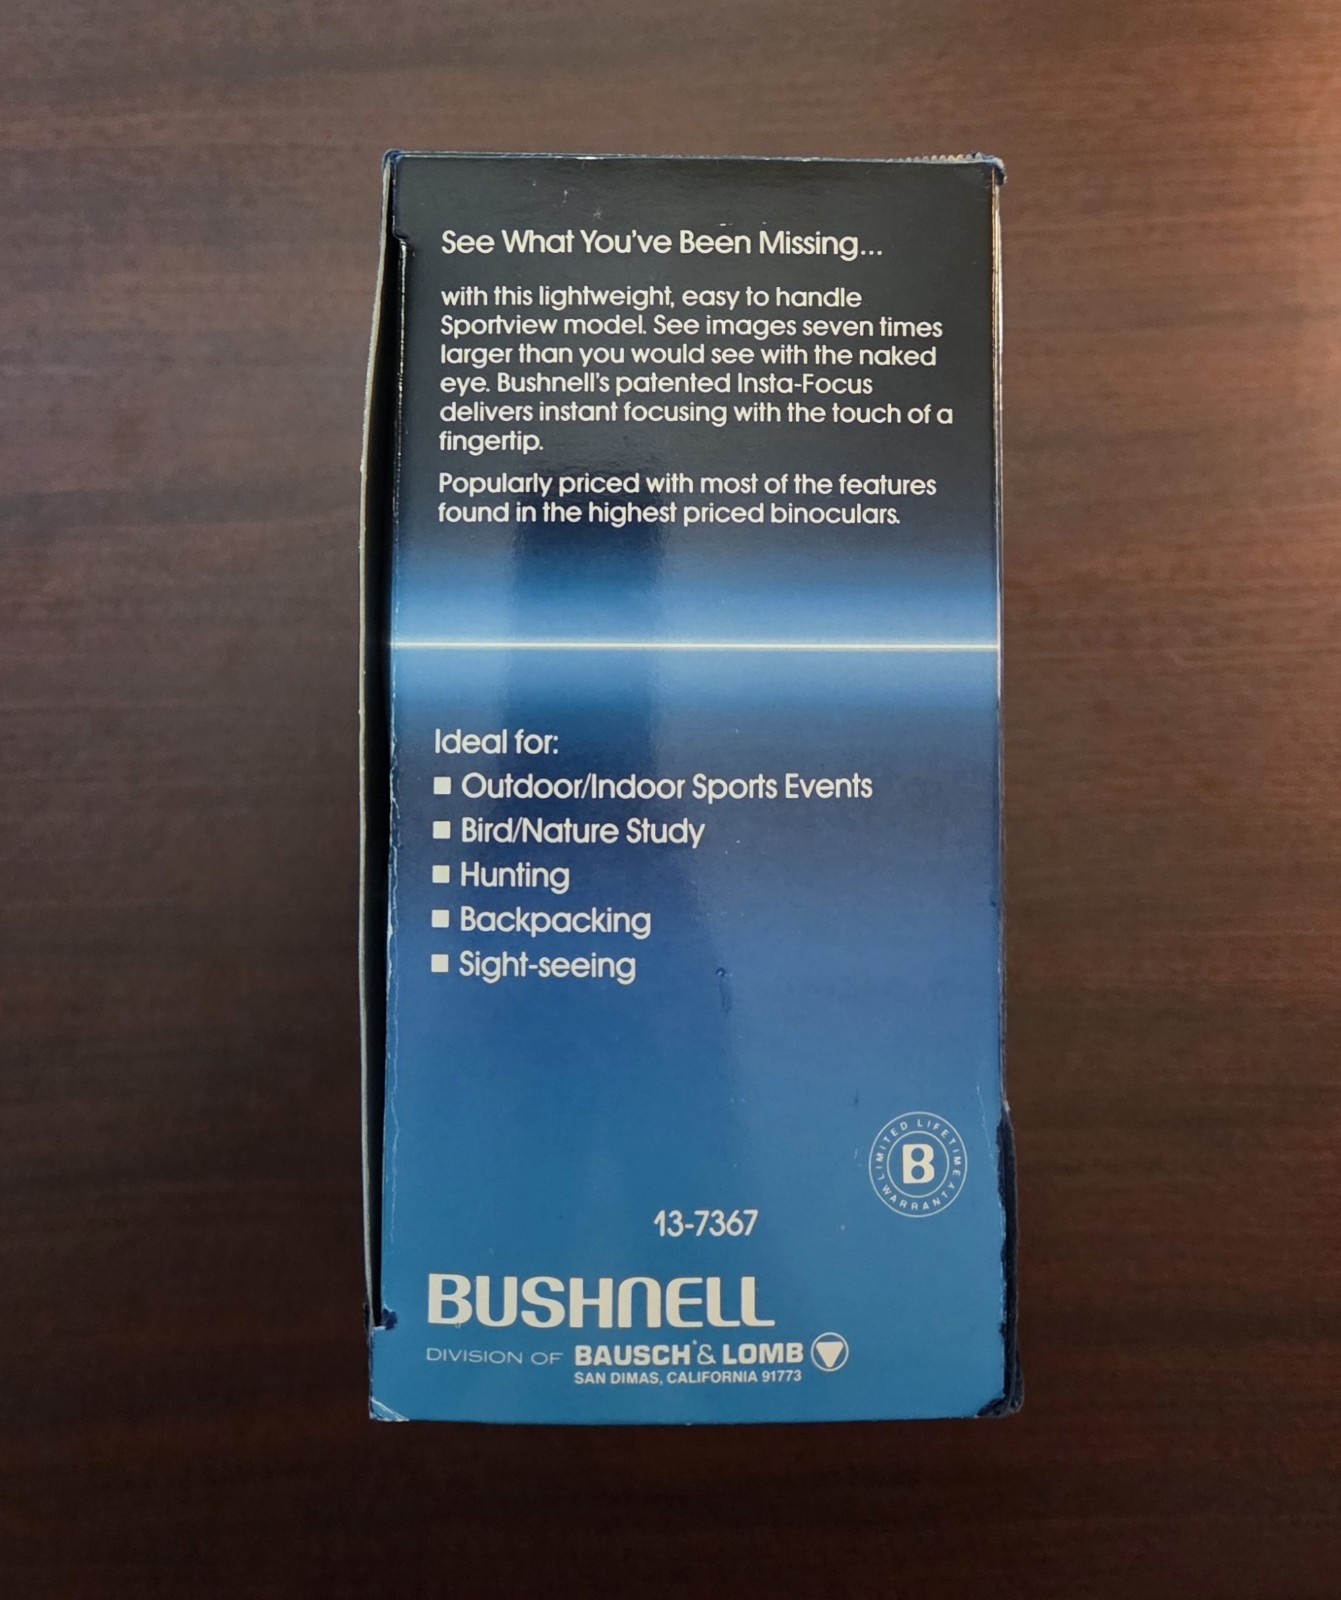 See What You've Been Missing...
with this lightweight, easy to handle
Sportview model. See images seven times
larger than you would see with the naked
eye. Bushnell's patented Insta-Focus
delivers instant focusing with the touch of a
fingertip.
Popularly priced with most of the features
found in the highest priced binoculars.
Ideal for:
■ Outdoor/Indoor Sports Events
■ Bird/Nature Study
■ Hunting
■ Backpacking
■ Sight-seeing
LIMITED LIFETIME WARRANTY
B
13-7367
BUSHNELL
DIVISION OF BAUSCH & LOMB
SAN DIMAS, CALIFORNIA 91773